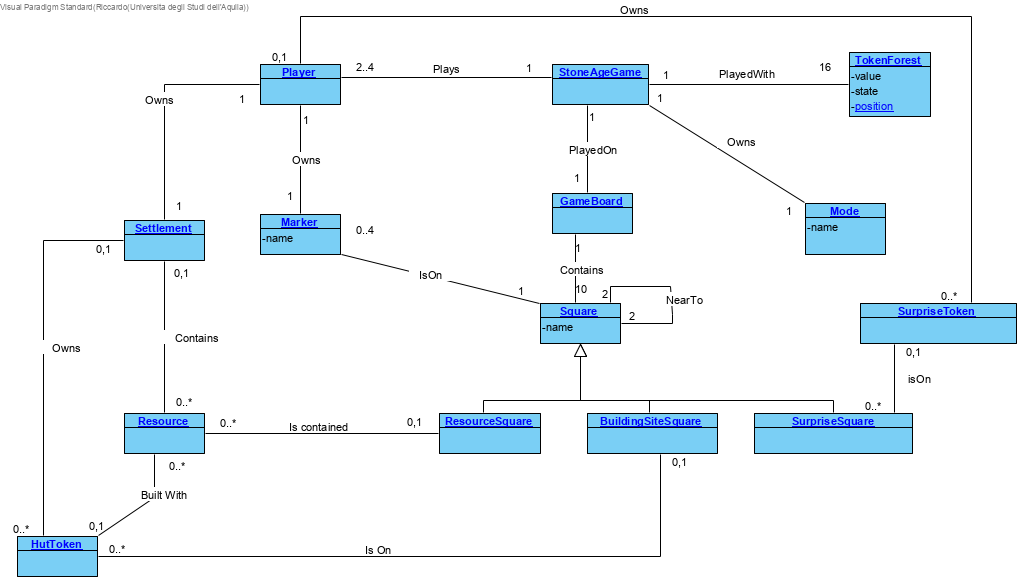 Visual Paradigm Standard(Riccardo(Universita degli Studi dell'Aquila))
Owns
0,1
Player
2..4
Plays
1
StoneAgeGame
1
PlayedWith
16
TokenForest
-value
-state
-position
Owns
1
1
1
1
Owns
PlayedOn
Owns
1
1
1
1
Settlement
0,1
0,1
Marker
-name
0..4
GameBoard
1
Mode
-name
IsOn
1
Contains
10
2
NearTo
2
Square
-name
0..*
SurpriseToken
0,1
isOn
0..*
Owns
Contains
0..*
Resource
0..*
Is contained
0,1
ResourceSquare
BuildingSiteSquare
SurpriseSquare
0..*
0,1
Built With
0..*
0,1
HutToken
0..*
Is On